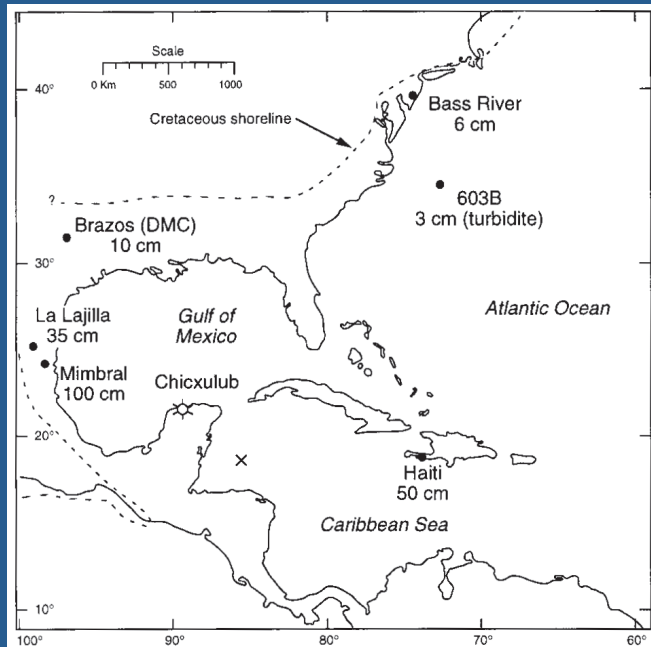 Scale
0 Km 500 1000
40°
Bass River
6 cm
Cretaceous shoreline
603B
3 cm (turbidite)
?
Brazos (DMC)
10 cm
30°
Atlantic Ocean
La Lajilla
35 cm
Gulf of
Mexico
Mimbral
100 cm
Chicxulub
20°
Haiti
50 cm
Caribbean Sea
10°
100° 90° 80° 70° 60°